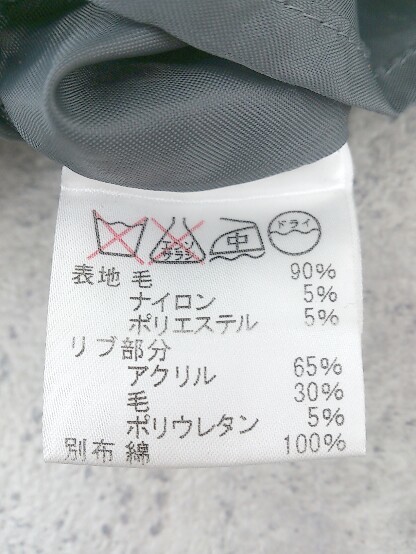 エンソ
サラシ
中
ドライ
表地 毛 90%
ナイロン 5%
ポリエステル 5%
リブ部分
アクリル 65%
毛 30%
ポリウレタン 5%
別布 綿 100%